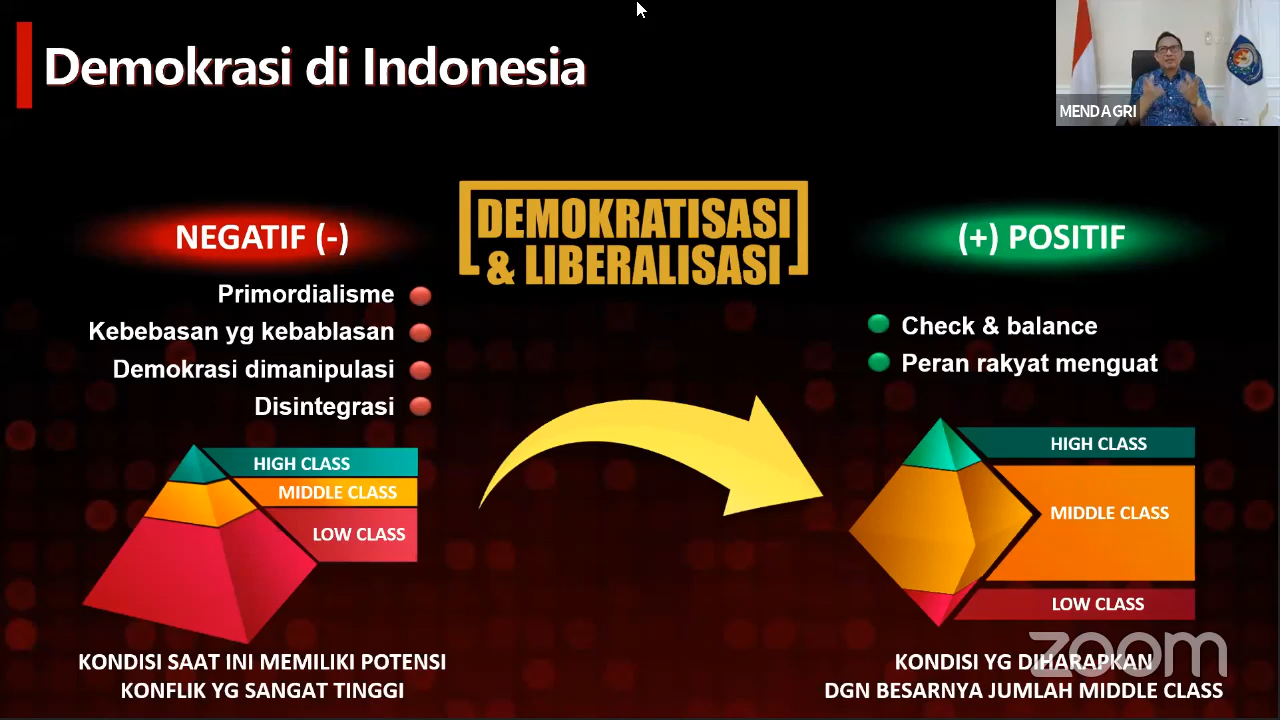 Demokrasi di Indonesia
MENDAGRI
DEMOKRATISASI
& LIBERALISASI
NEGATIF (-)
Primordialisme
Kebebasan yg kebablasan
Demokrasi dimanipulasi
Disintegrasi
HIGH CLASS
MIDDLE CLASS
LOW CLASS
KONDISI SAAT INI MEMILIKI POTENSI
KONFLIK YG SANGAT TINGGI
(+) POSITIF
Check & balance
Peran rakyat menguat
HIGH CLASS
MIDDLE CLASS
LOW CLASS
KONDISI YG DIHARAPKAN
DGN BESARNYA JUMLAH MIDDLE CLASS
zoom